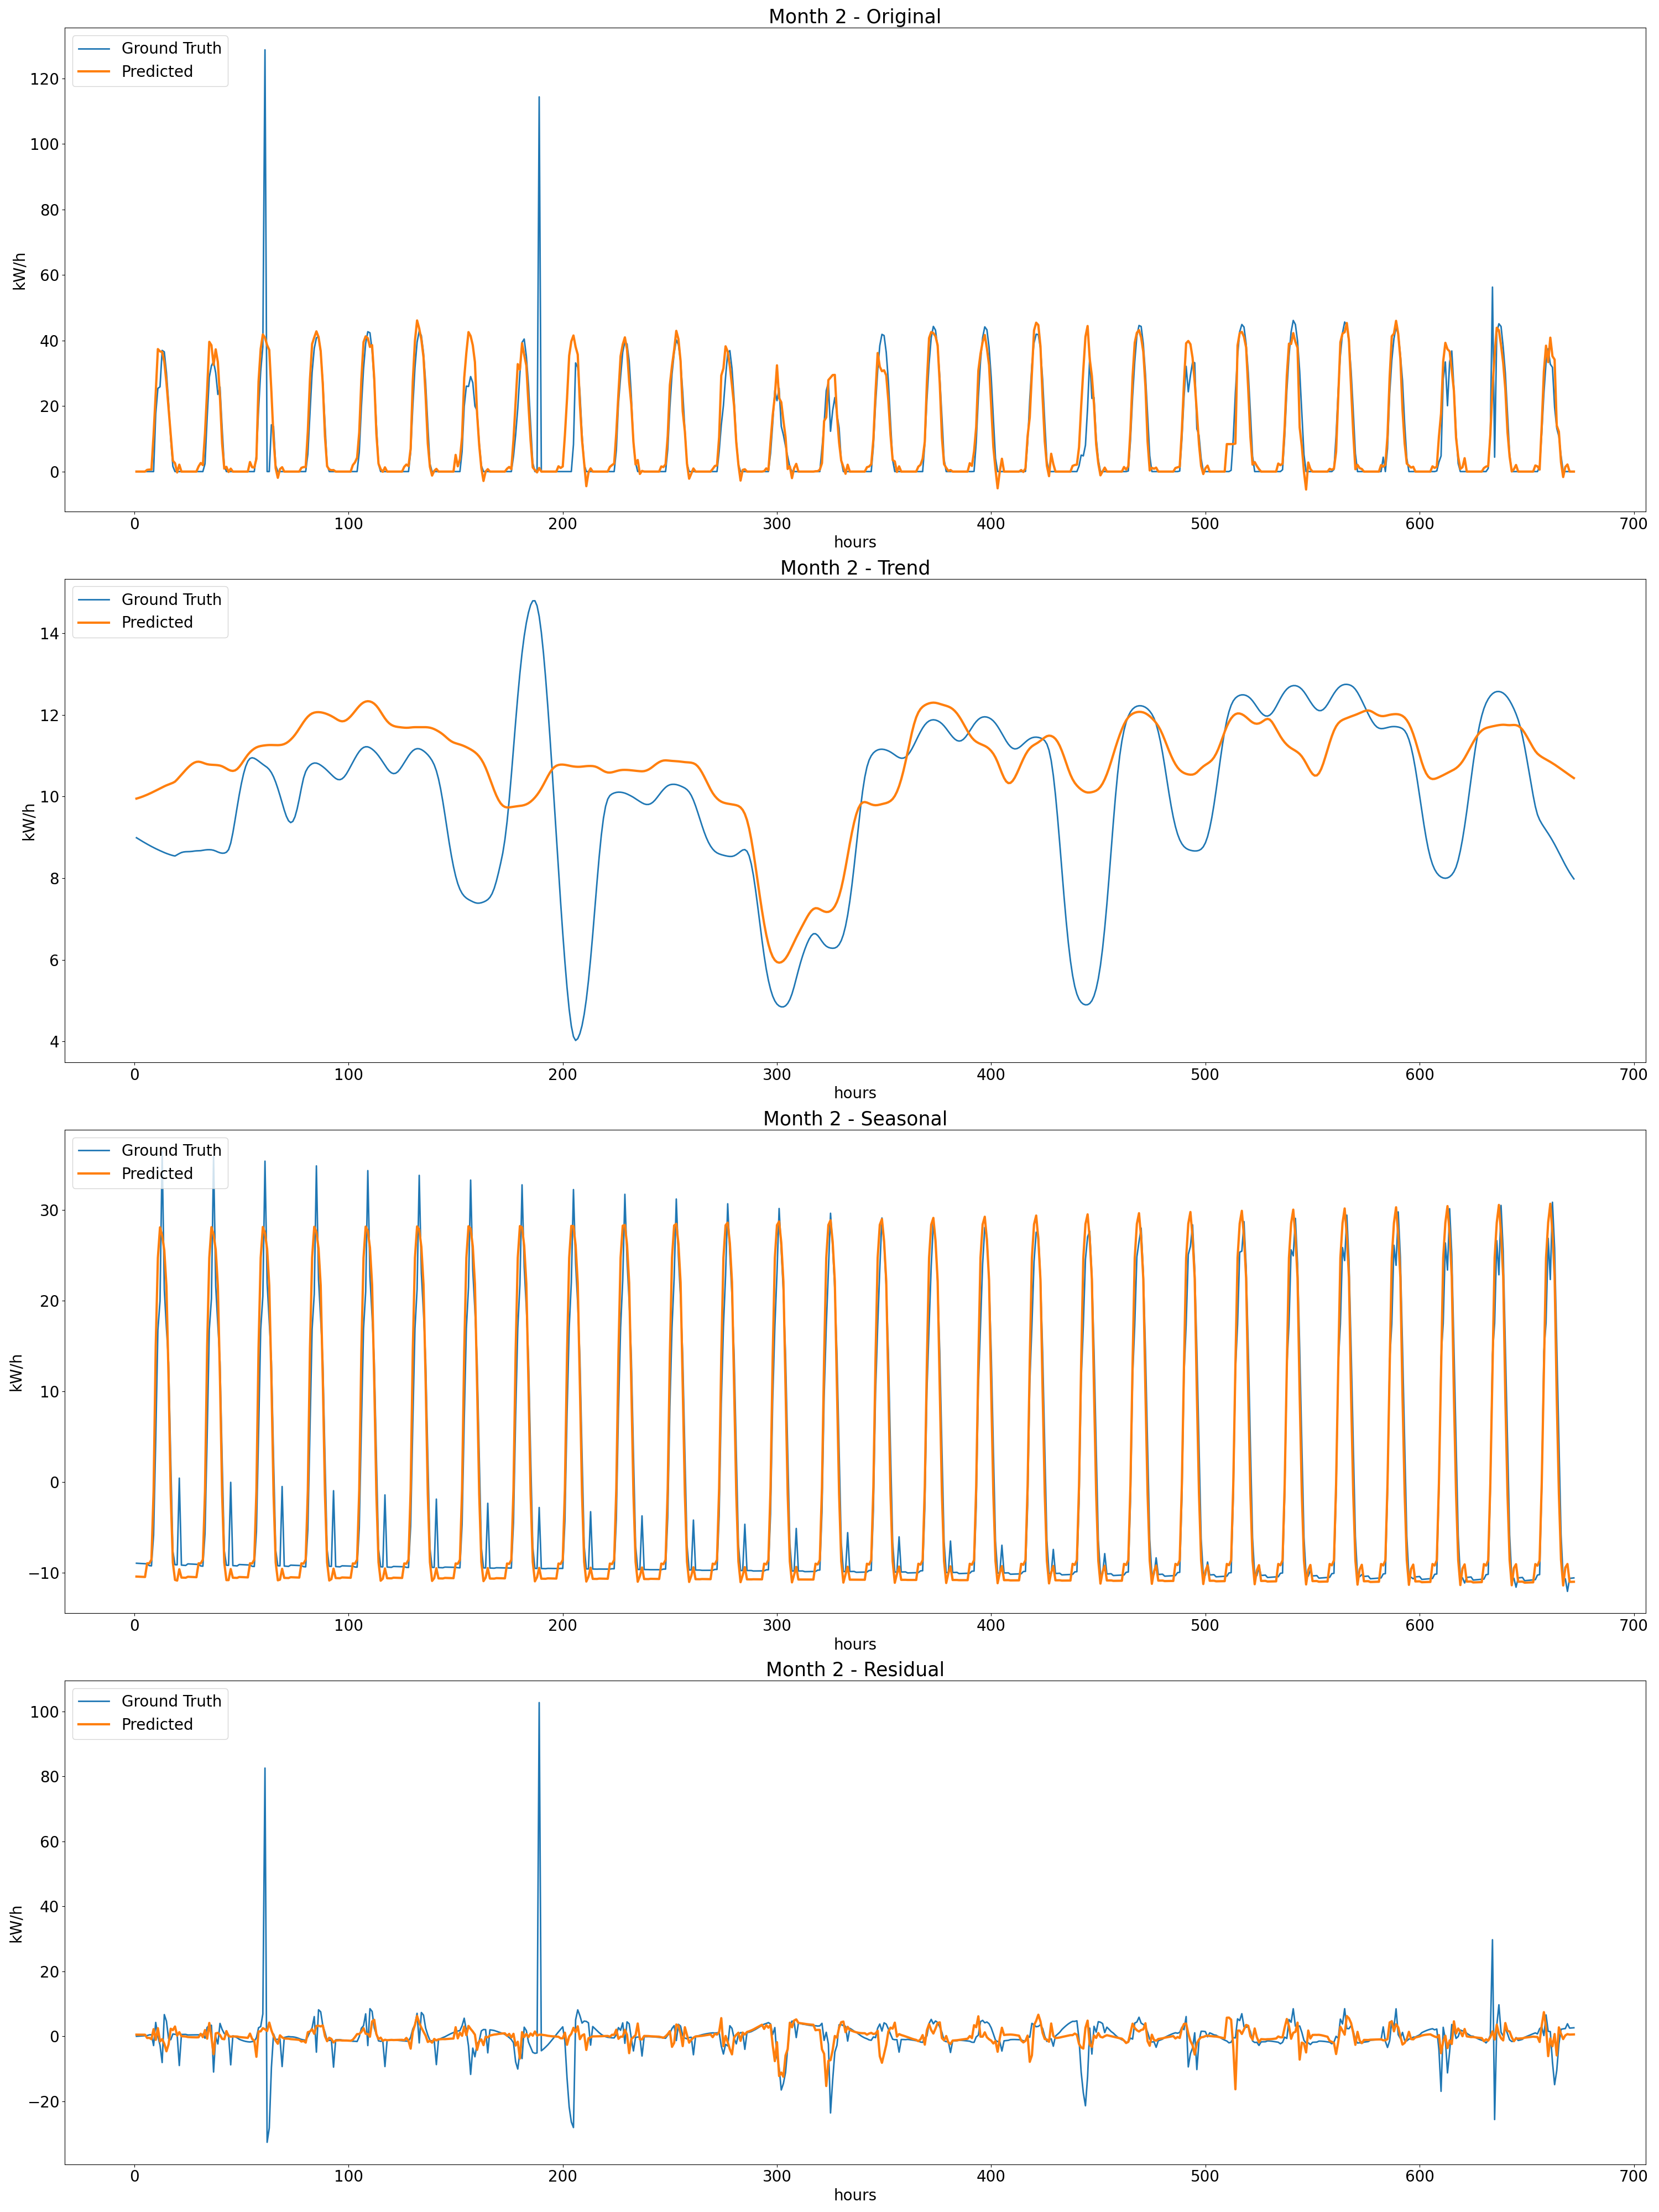 Month 2 - Original
Ground Truth
Predicted
kW/h
120
100
80
60
40
20
0
0 100 200 300 400 500 600 700
hours
Month 2 - Trend
Ground Truth
Predicted
kW/h
14
12
10
8
6
4
0 100 200 300 400 500 600 700
hours
Month 2 - Seasonal
Ground Truth
Predicted
kW/h
30
20
10
0
−10
0 100 200 300 400 500 600 700
hours
Month 2 - Residual
Ground Truth
Predicted
kW/h
100
80
60
40
20
0
−20
0 100 200 300 400 500 600 700
hours